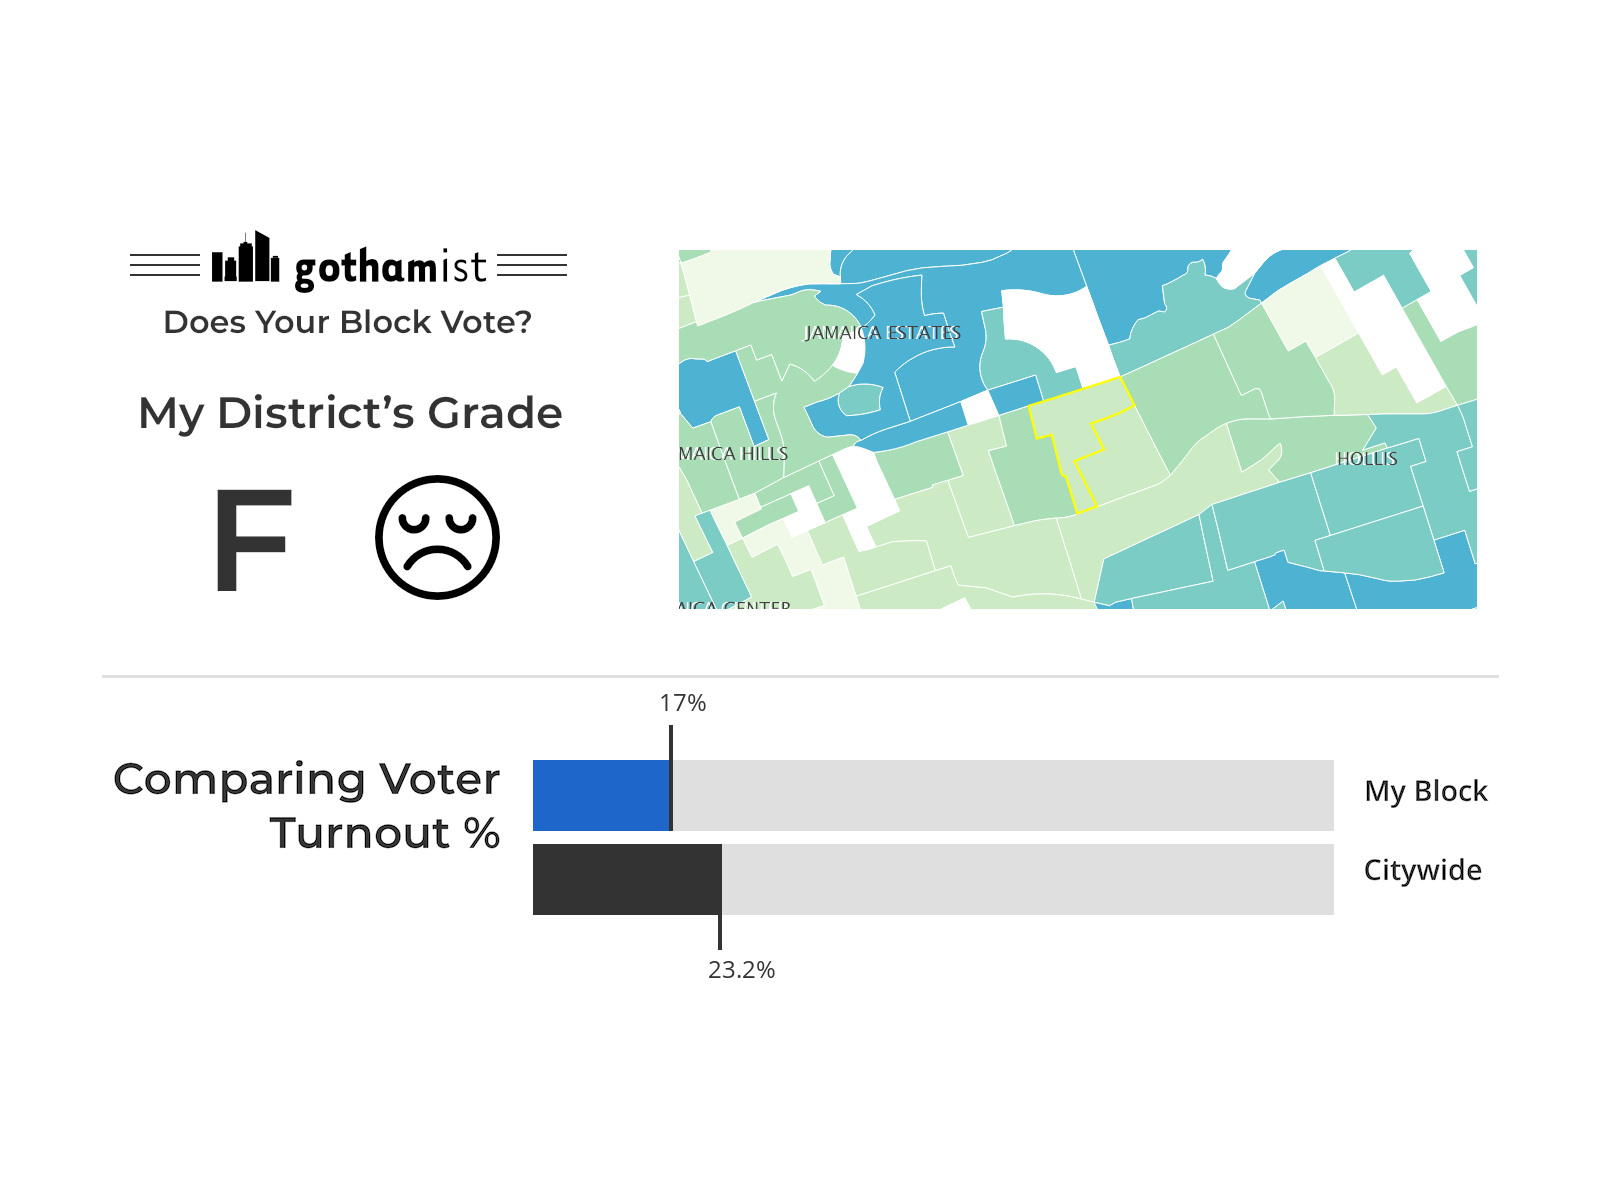 gothamist
Does Your Block Vote?
My District's Grade
F
JAMAICA ESTATES
MAICA HILLS
HOLLIS
AICA CENTER
17%
Comparing Voter
Turnout %
My Block
Citywide
23.2%